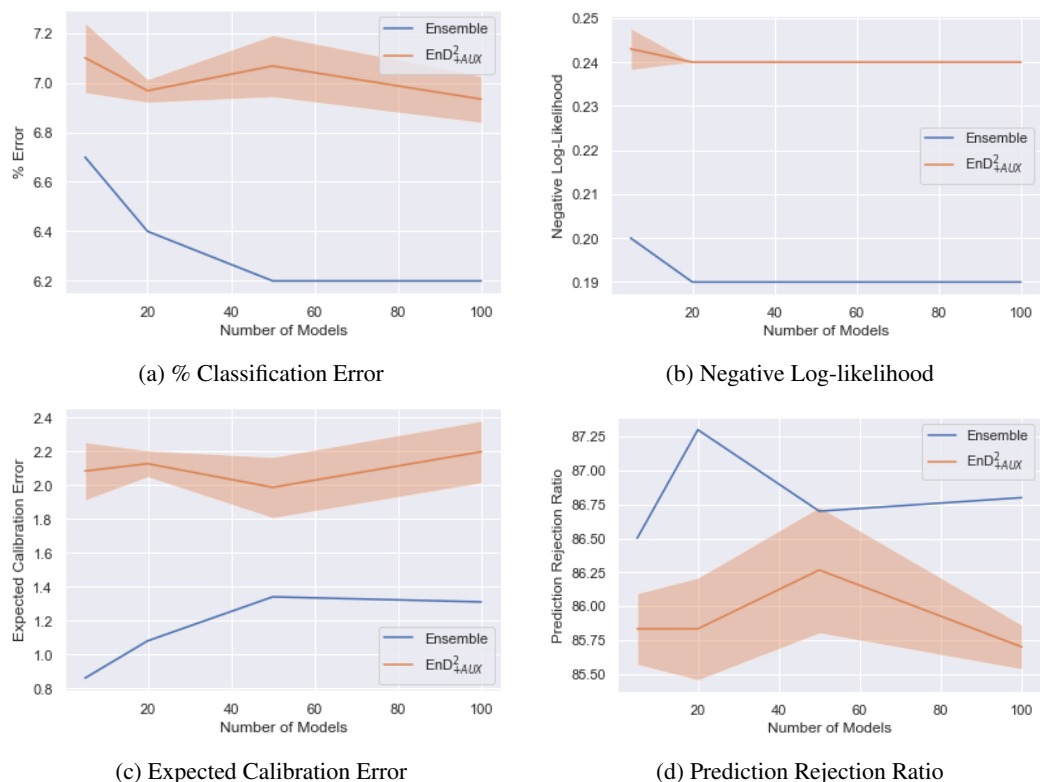 7.2
7.0
6.8
6.6
6.4
6.2
% Error
20 40 60 80 100
Number of Models
Ensemble
EnD²₊AUX
(a) % Classification Error
0.25
0.24
0.23
0.22
0.21
0.20
0.19
Negative Log-Likelihood
20 40 60 80 100
Number of Models
Ensemble
EnD²₊AUX
(b) Negative Log-likelihood
2.4
2.2
2.0
1.8
1.6
1.4
1.2
1.0
0.8
Expected Calibration Error
20 40 60 80 100
Number of Models
Ensemble
EnD²₊AUX
(c) Expected Calibration Error
87.25
87.00
86.75
86.50
86.25
86.00
85.75
85.50
Prediction Rejection Ratio
20 40 60 80 100
Number of Models
Ensemble
EnD²₊AUX
(d) Prediction Rejection Ratio